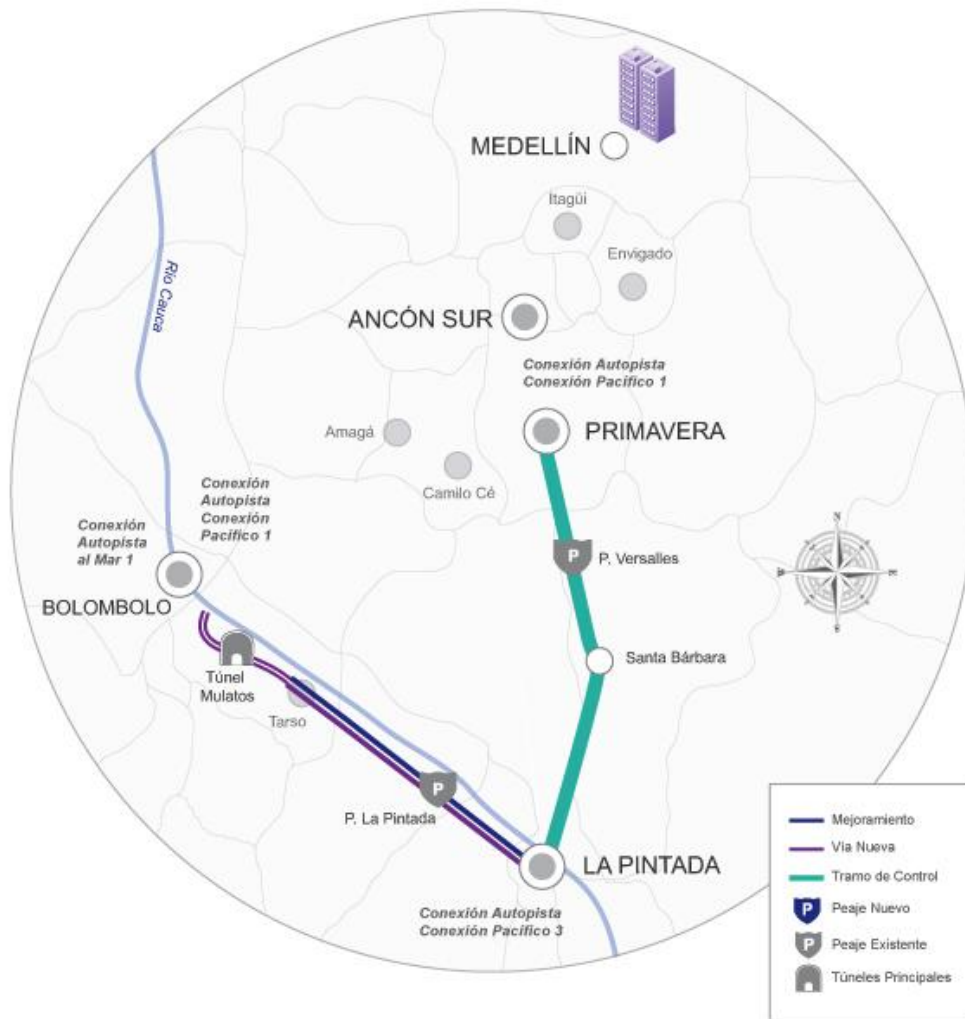 MEDELLÍN
Itagüi
Envigado
Río Cauca
ANCÓN SUR
Conexión Autopista
Conexión Pacífico 1
PRIMAVERA
Amagá
Camilo Cé
Conexión
Autopista
Conexión
Pacífico 1
Conexión
Autopista
al Mar 1
BOLOMBOLO
P
P. Versalles
N
E
S
W
Santa Bárbara
Túnel
Mulatos
Tarso
P
P. La Pintada
LA PINTADA
Conexión Autopista
Conexión Pacífico 3
Mejoramiento
Vía Nueva
Tramo de Control
P
Peaje Nuevo
P
Peaje Existente
Túneles Principales